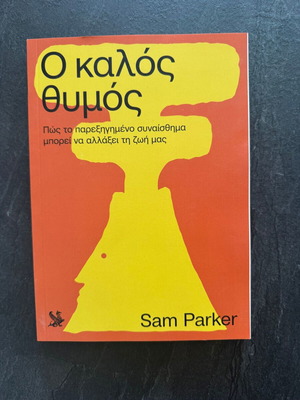 Ο καλός
θυμός
Πώς το παρεξηγημένο συναίσθημα
μπορεί να αλλάξει τη ζωή μας
Sam Parker